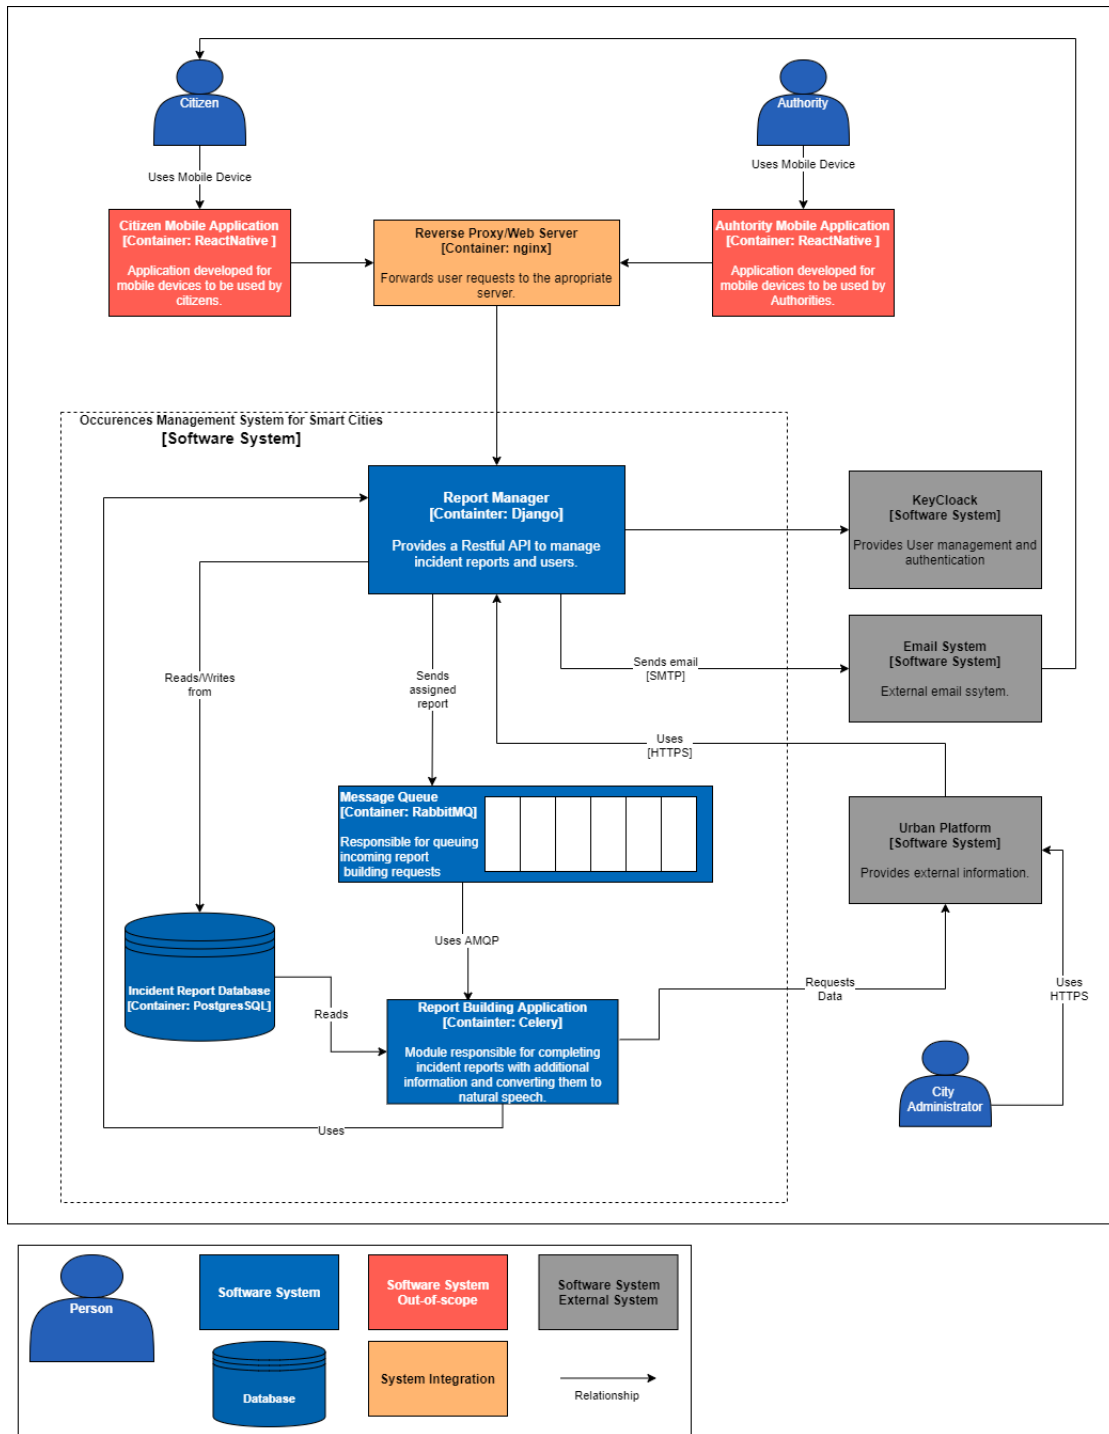 Citizen
Authority
Uses Mobile Device
Uses Mobile Device
Citizen Mobile Application
[Container: ReactNative ]
Application developed for
mobile devices to be used by
citizens.
Reverse Proxy/Web Server
[Container: nginx]
Forwards user requests to the apropriate
server.
Auhtority Mobile Application
[Container: ReactNative ]
Application developed for
mobile devices to be used by
Authorities.
Occurences Management System for Smart Cities
[Software System]
Report Manager
[Containter: Django]
Provides a Restful API to manage
incident reports and users.
KeyCloack
[Software System]
Provides User management and
authentication
Reads/Writes
from
Sends
assigned
report
Sends email
[SMTP]
Email System
[Software System]
External email ssytem.
Uses
[HTTPS]
Message Queue
[Container: RabbitMQ]
Responsible for queuing
incoming report
building requests
Urban Platform
[Software System]
Provides external information.
Uses AMQP
Incident Report Database
[Container: PostgresSQL]
Reads
Report Building Application
[Containter: Celery]
Module responsible for completing
incident reports with additional
information and converting them to
natural speech.
Requests
Data
Uses
HTTPS
City
Administrator
Uses
Person
Software System
Software System
Out-of-scope
Software System
External System
Database
System Integration
Relationship